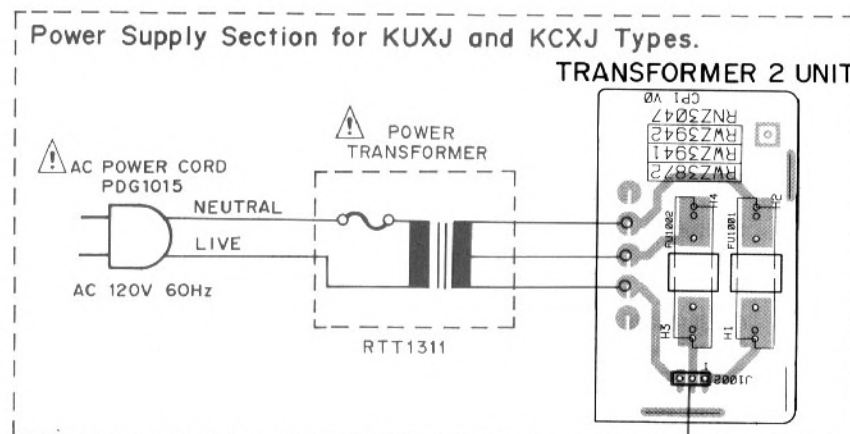 Power Supply Section for KUXJ and KCXJ Types.
TRANSFORMER 2 UNIT
CP1 V0
RNZ3047
RWZ3942
RWZ3941
RWZ3872
POWER
TRANSFORMER
AC POWER CORD
PDG1015
NEUTRAL
LIVE
AC 120V 60Hz
RTT1311
H4
H2
FU1002
FU1001
H3
H1
1
J1002